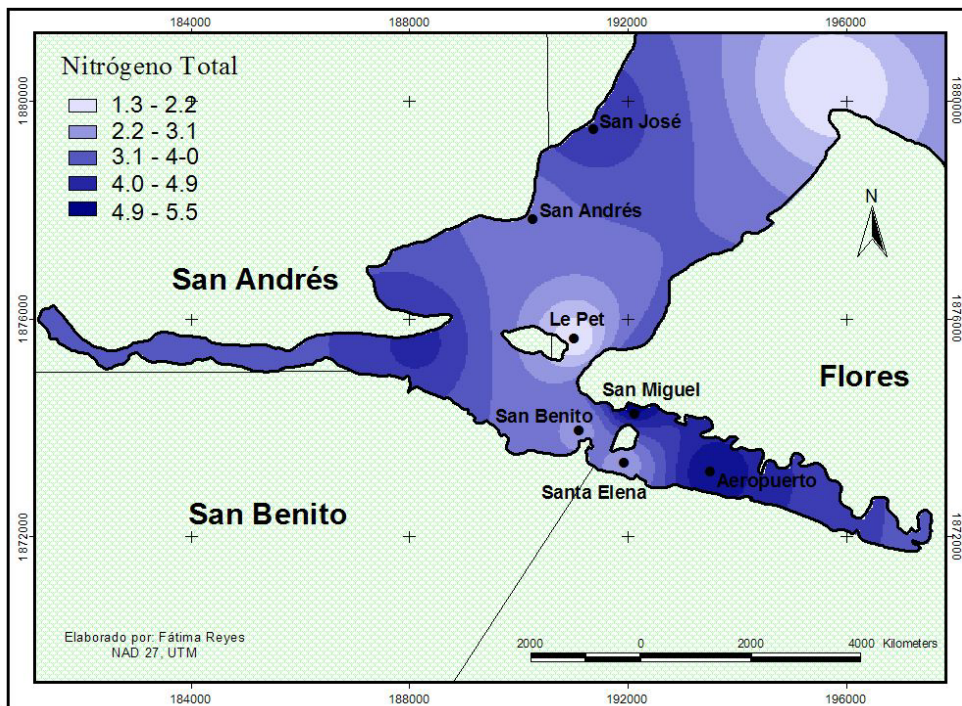 184000 188000 192000 196000
Nitrógeno Total
1.3 - 2.2
2.2 - 3.1
3.1 - 4-0
4.0 - 4.9
4.9 - 5.5
1880000
1880000
San José
N
San Andrés
San Andrés
1876000
1876000
Le Pet
Flores
San Miguel
San Benito
Aeropuerto
Santa Elena
San Benito
1872000
1872000
Elaborado por: Fátima Reyes
NAD 27, UTM
2000 0 2000 4000 Kilometers
184000 188000 192000 196000